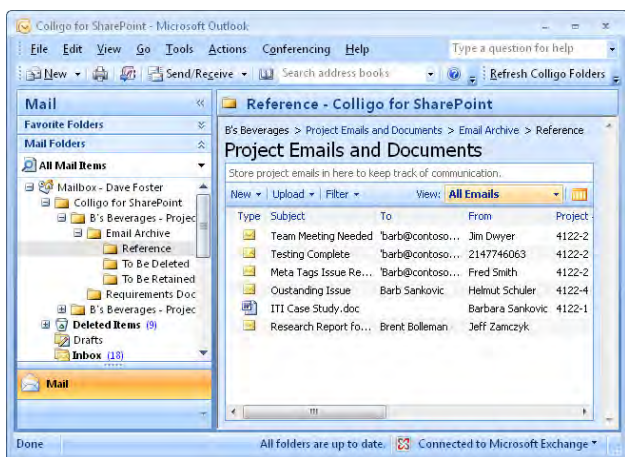 Colligo for SharePoint - Microsoft Outlook
File Edit View Go Tools Actions Conferencing Help Type a question for help
New Send/Receive Search address books Refresh Colligo Folders
Mail
Favorite Folders
Mail Folders
All Mail Items
Mailbox - Dave Foster
Colligo for SharePoint
B's Beverages - Projec
Email Archive
Reference
To Be Deleted
To Be Retained
Requirements Doc
B's Beverages - Projec
Deleted Items (9)
Drafts
Inbox (18)
Mail
Reference - Colligo for SharePoint
B's Beverages > Project Emails and Documents > Email Archive > Reference
Project Emails and Documents
Store project emails in here to keep track of communication.
New Upload Filter View: All Emails
Type Subject To From Project
Team Meeting Needed 'barb@contoso... Jim Dwyer 4122-2
Testing Complete 'barb@contoso... 2147746063 4122-2
Meta Tags Issue Re... 'barb@contoso... Fred Smith 4122-2
Oustanding Issue Barb Sankovic Helmut Schuler 4122-4
ITI Case Study.doc Barbara Sankovic 4122-1
Research Report fo... Brent Bolleman Jeff Zamczyk
Done All folders are up to date. Connected to Microsoft Exchange